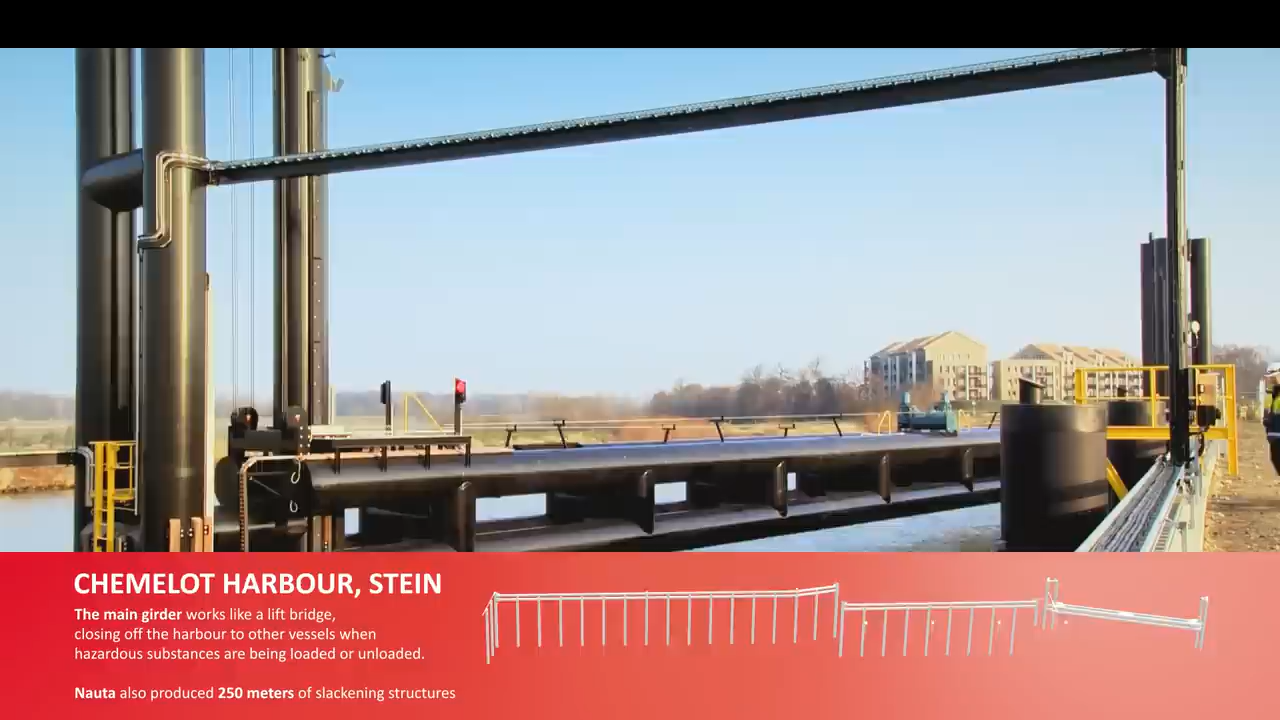 CHEMELOT HARBOUR, STEIN
The main girder works like a lift bridge,
closing off the harbour to other vessels when
hazardous substances are being loaded or unloaded.
Nauta also produced 250 meters of slackening structures